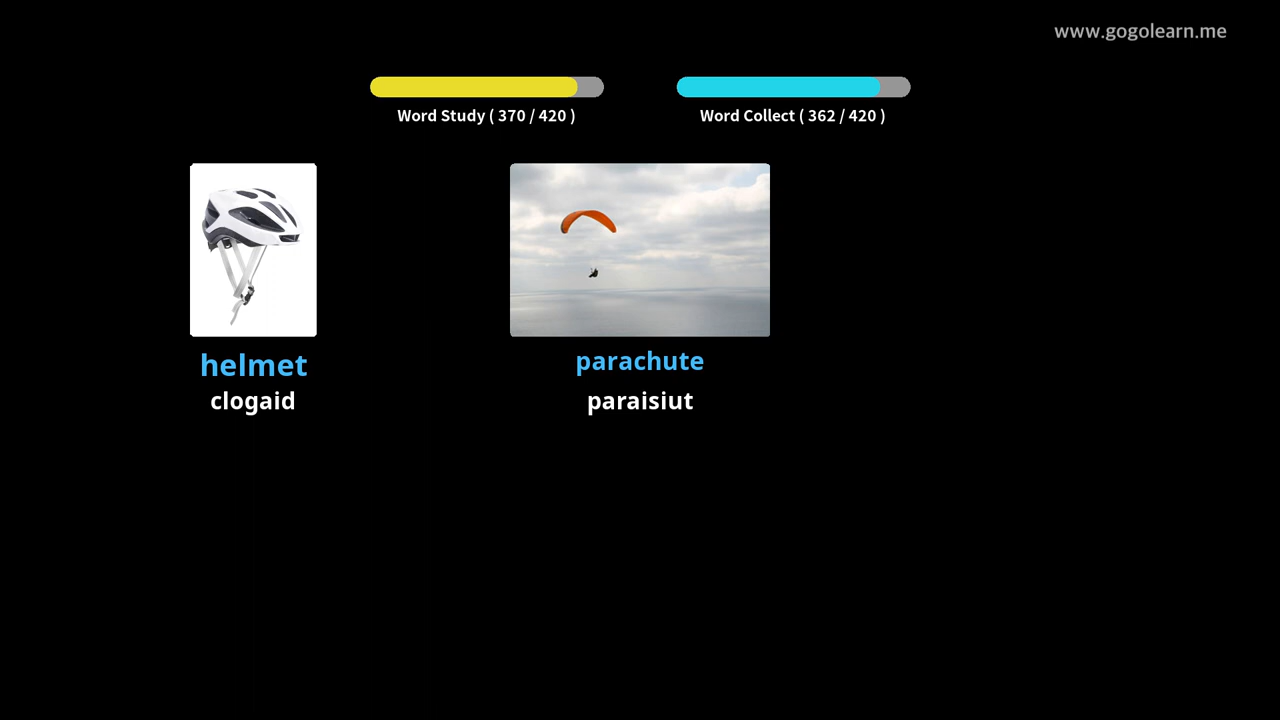 www.gogolearn.me
Word Study ( 370 / 420 )
Word Collect ( 362 / 420 )
helmet
clogaid
parachute
paraisiut